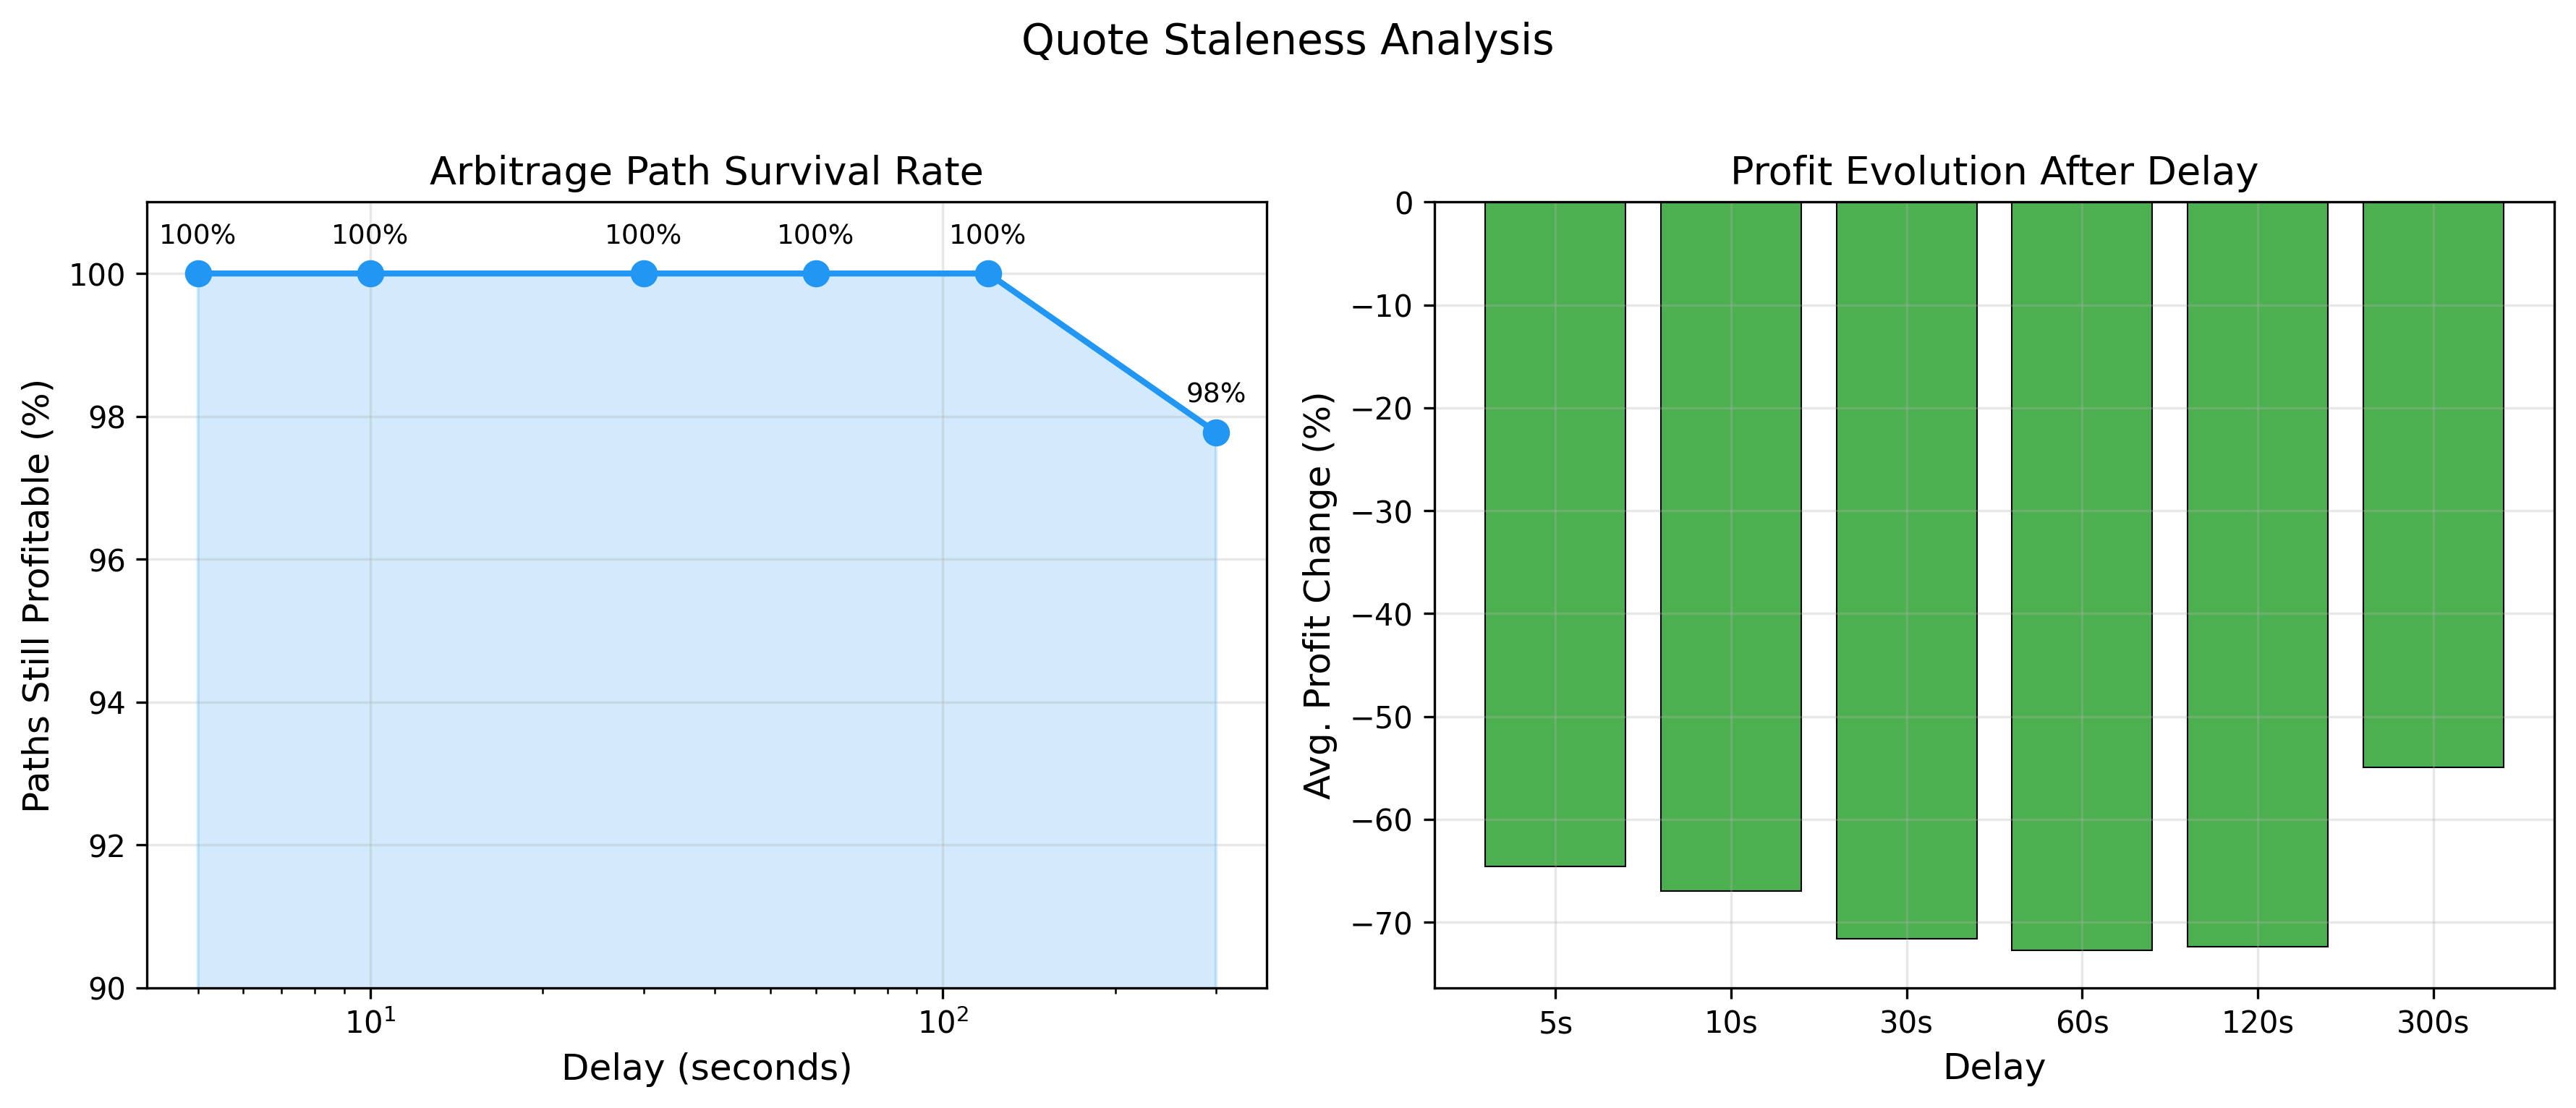 Quote Staleness Analysis
Arbitrage Path Survival Rate
Paths Still Profitable (%)
100
98
96
94
92
90
100%
100%
100%
100%
100%
98%
10¹
10²
Delay (seconds)
Profit Evolution After Delay
Avg. Profit Change (%)
0
−10
−20
−30
−40
−50
−60
−70
5s
10s
30s
60s
120s
300s
Delay